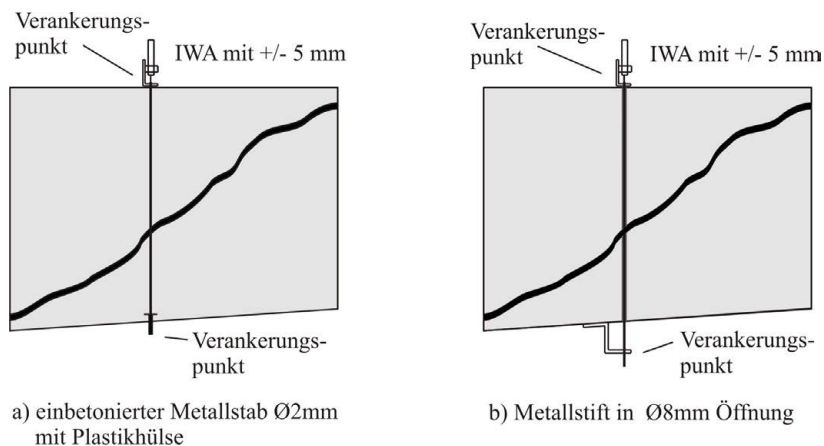 Verankerungs-
punkt
IWA mit +/- 5 mm
Verankerungs-
punkt
a) einbetonierter Metallstab Ø2mm
mit Plastikhülse
Verankerungs-
punkt
IWA mit +/- 5 mm
Verankerungs-
punkt
b) Metallstift in Ø8mm Öffnung